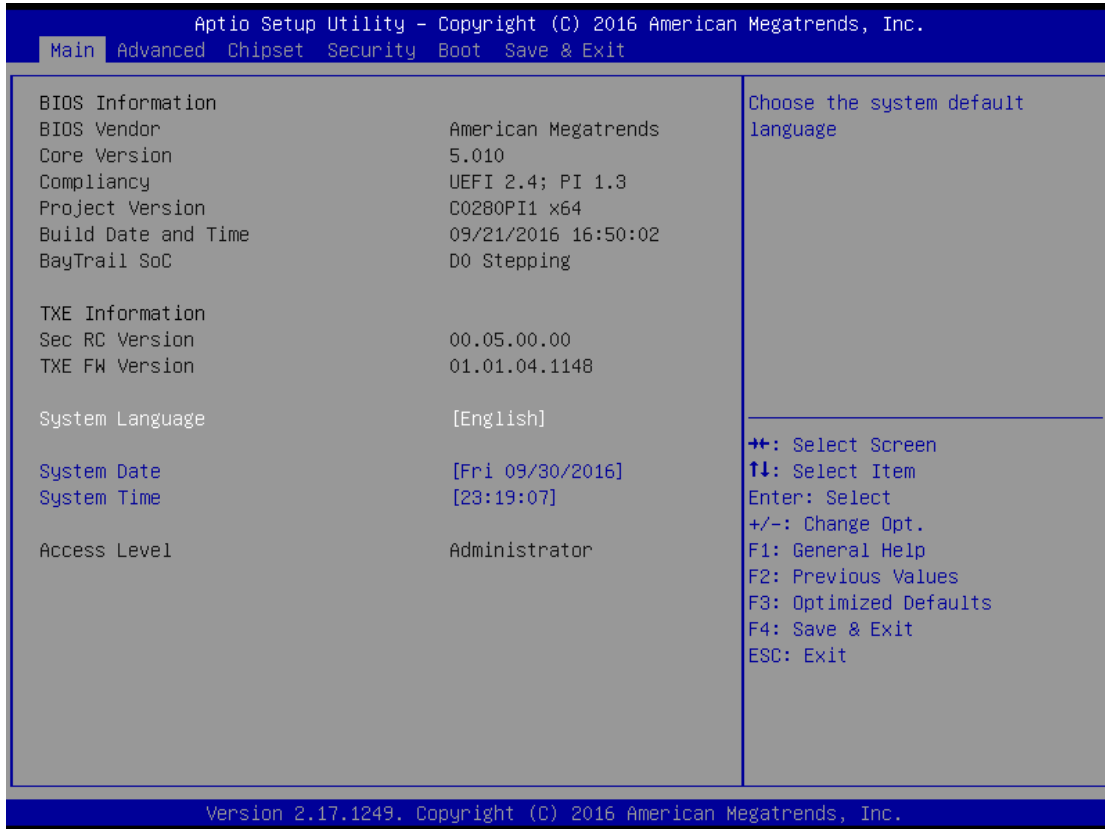 Aptio Setup Utility – Copyright (C) 2016 American Megatrends, Inc.
Main Advanced Chipset Security Boot Save & Exit
BIOS Information
BIOS Vendor American Megatrends
Core Version 5.010
Compliancy UEFI 2.4; PI 1.3
Project Version C0280PI1 x64
Build Date and Time 09/21/2016 16:50:02
BayTrail SoC D0 Stepping
TXE Information
Sec RC Version 00.05.00.00
TXE FW Version 01.01.04.1148
System Language [English]
System Date [Fri 09/30/2016]
System Time [23:19:07]
Access Level Administrator
Choose the system default
language
→←: Select Screen
↑↓: Select Item
Enter: Select
+/-: Change Opt.
F1: General Help
F2: Previous Values
F3: Optimized Defaults
F4: Save & Exit
ESC: Exit
Version 2.17.1249. Copyright (C) 2016 American Megatrends, Inc.